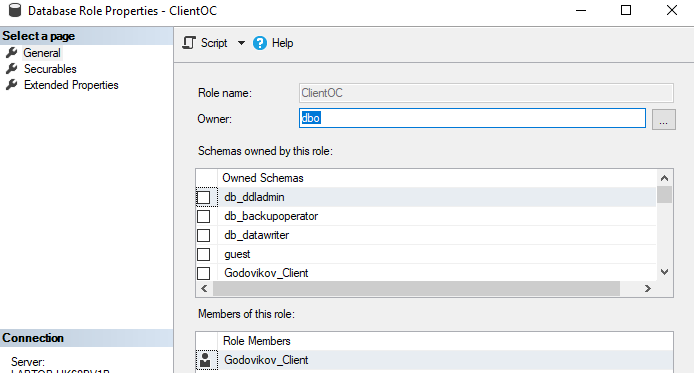 Database Role Properties - ClientOC
Select a page
General
Securables
Extended Properties
Script
Help
Role name:
ClientOC
Owner:
dbo
...
Schemas owned by this role:
Owned Schemas
db_ddladmin
db_backupoperator
db_datawriter
guest
Godovikov_Client
Members of this role:
Role Members
Godovikov_Client
Connection
Server: